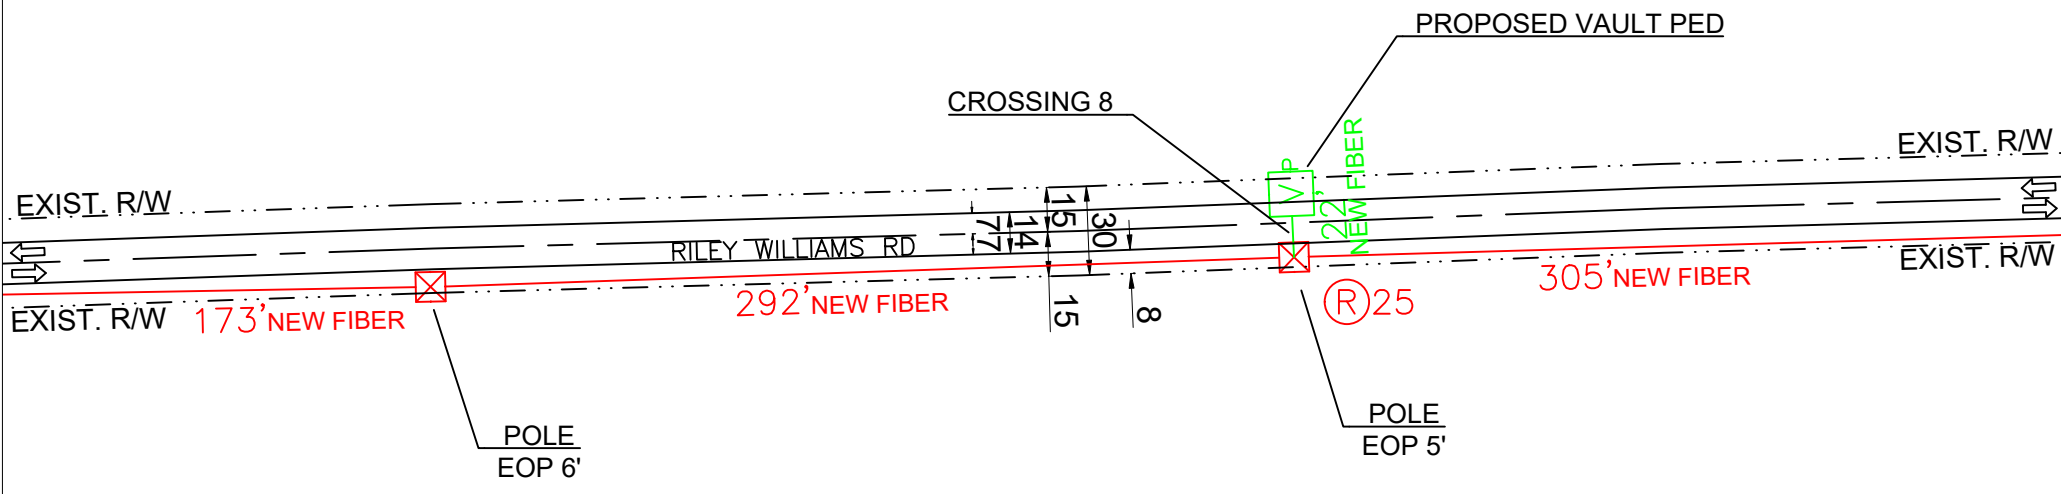 PROPOSED VAULT PED
CROSSING 8
EXIST. R/W
EXIST. R/W
P
V
22'
NEW FIBER
15
30
14
7
7
RILEY WILLIAMS RD
EXIST. R/W
EXIST. R/W
173' NEW FIBER
292' NEW FIBER
15
8
R 25
305' NEW FIBER
POLE
EOP 6'
POLE
EOP 5'